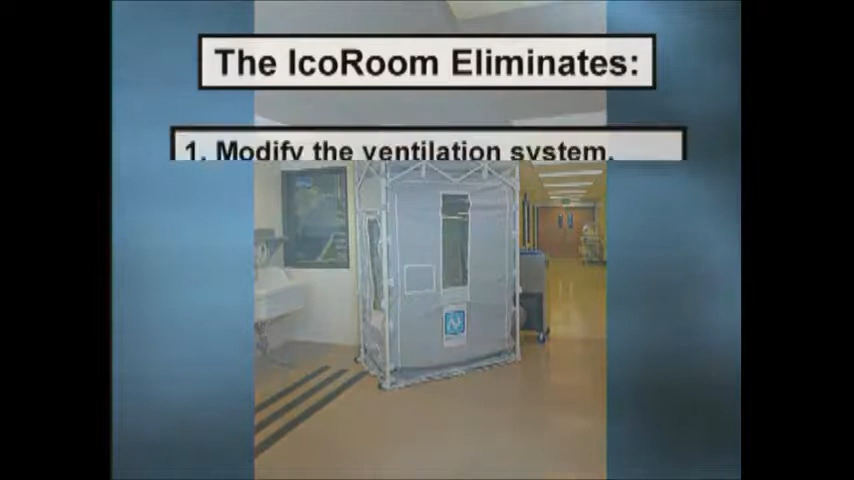 The IcoRoom Eliminates:
1. Modify the ventilation system.